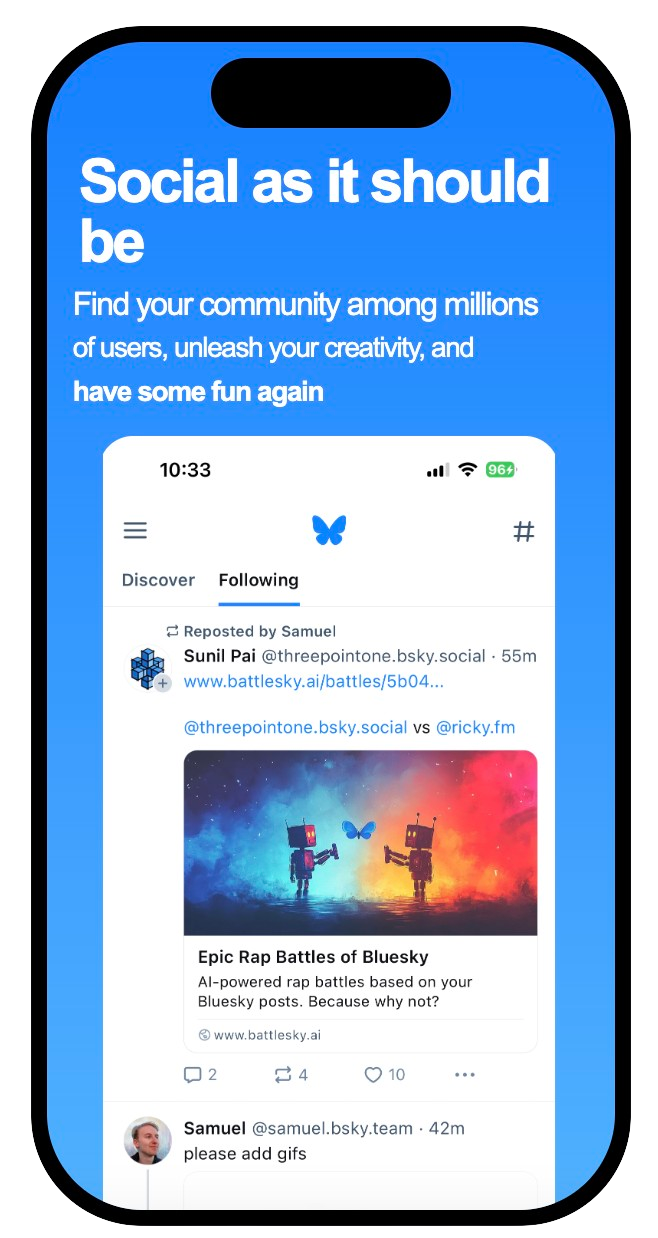 Social as it should
be
Find your community among millions
of users, unleash your creativity, and
have some fun again
10:33
96
#
Discover Following
Reposted by Samuel
Sunil Pai @threepointone.bsky.social · 55m
www.battlesky.ai/battles/5b04...
@threepointone.bsky.social vs @ricky.fm
Epic Rap Battles of Bluesky
AI-powered rap battles based on your
Bluesky posts. Because why not?
www.battlesky.ai
2 4 10
Samuel @samuel.bsky.team · 42m
please add gifs